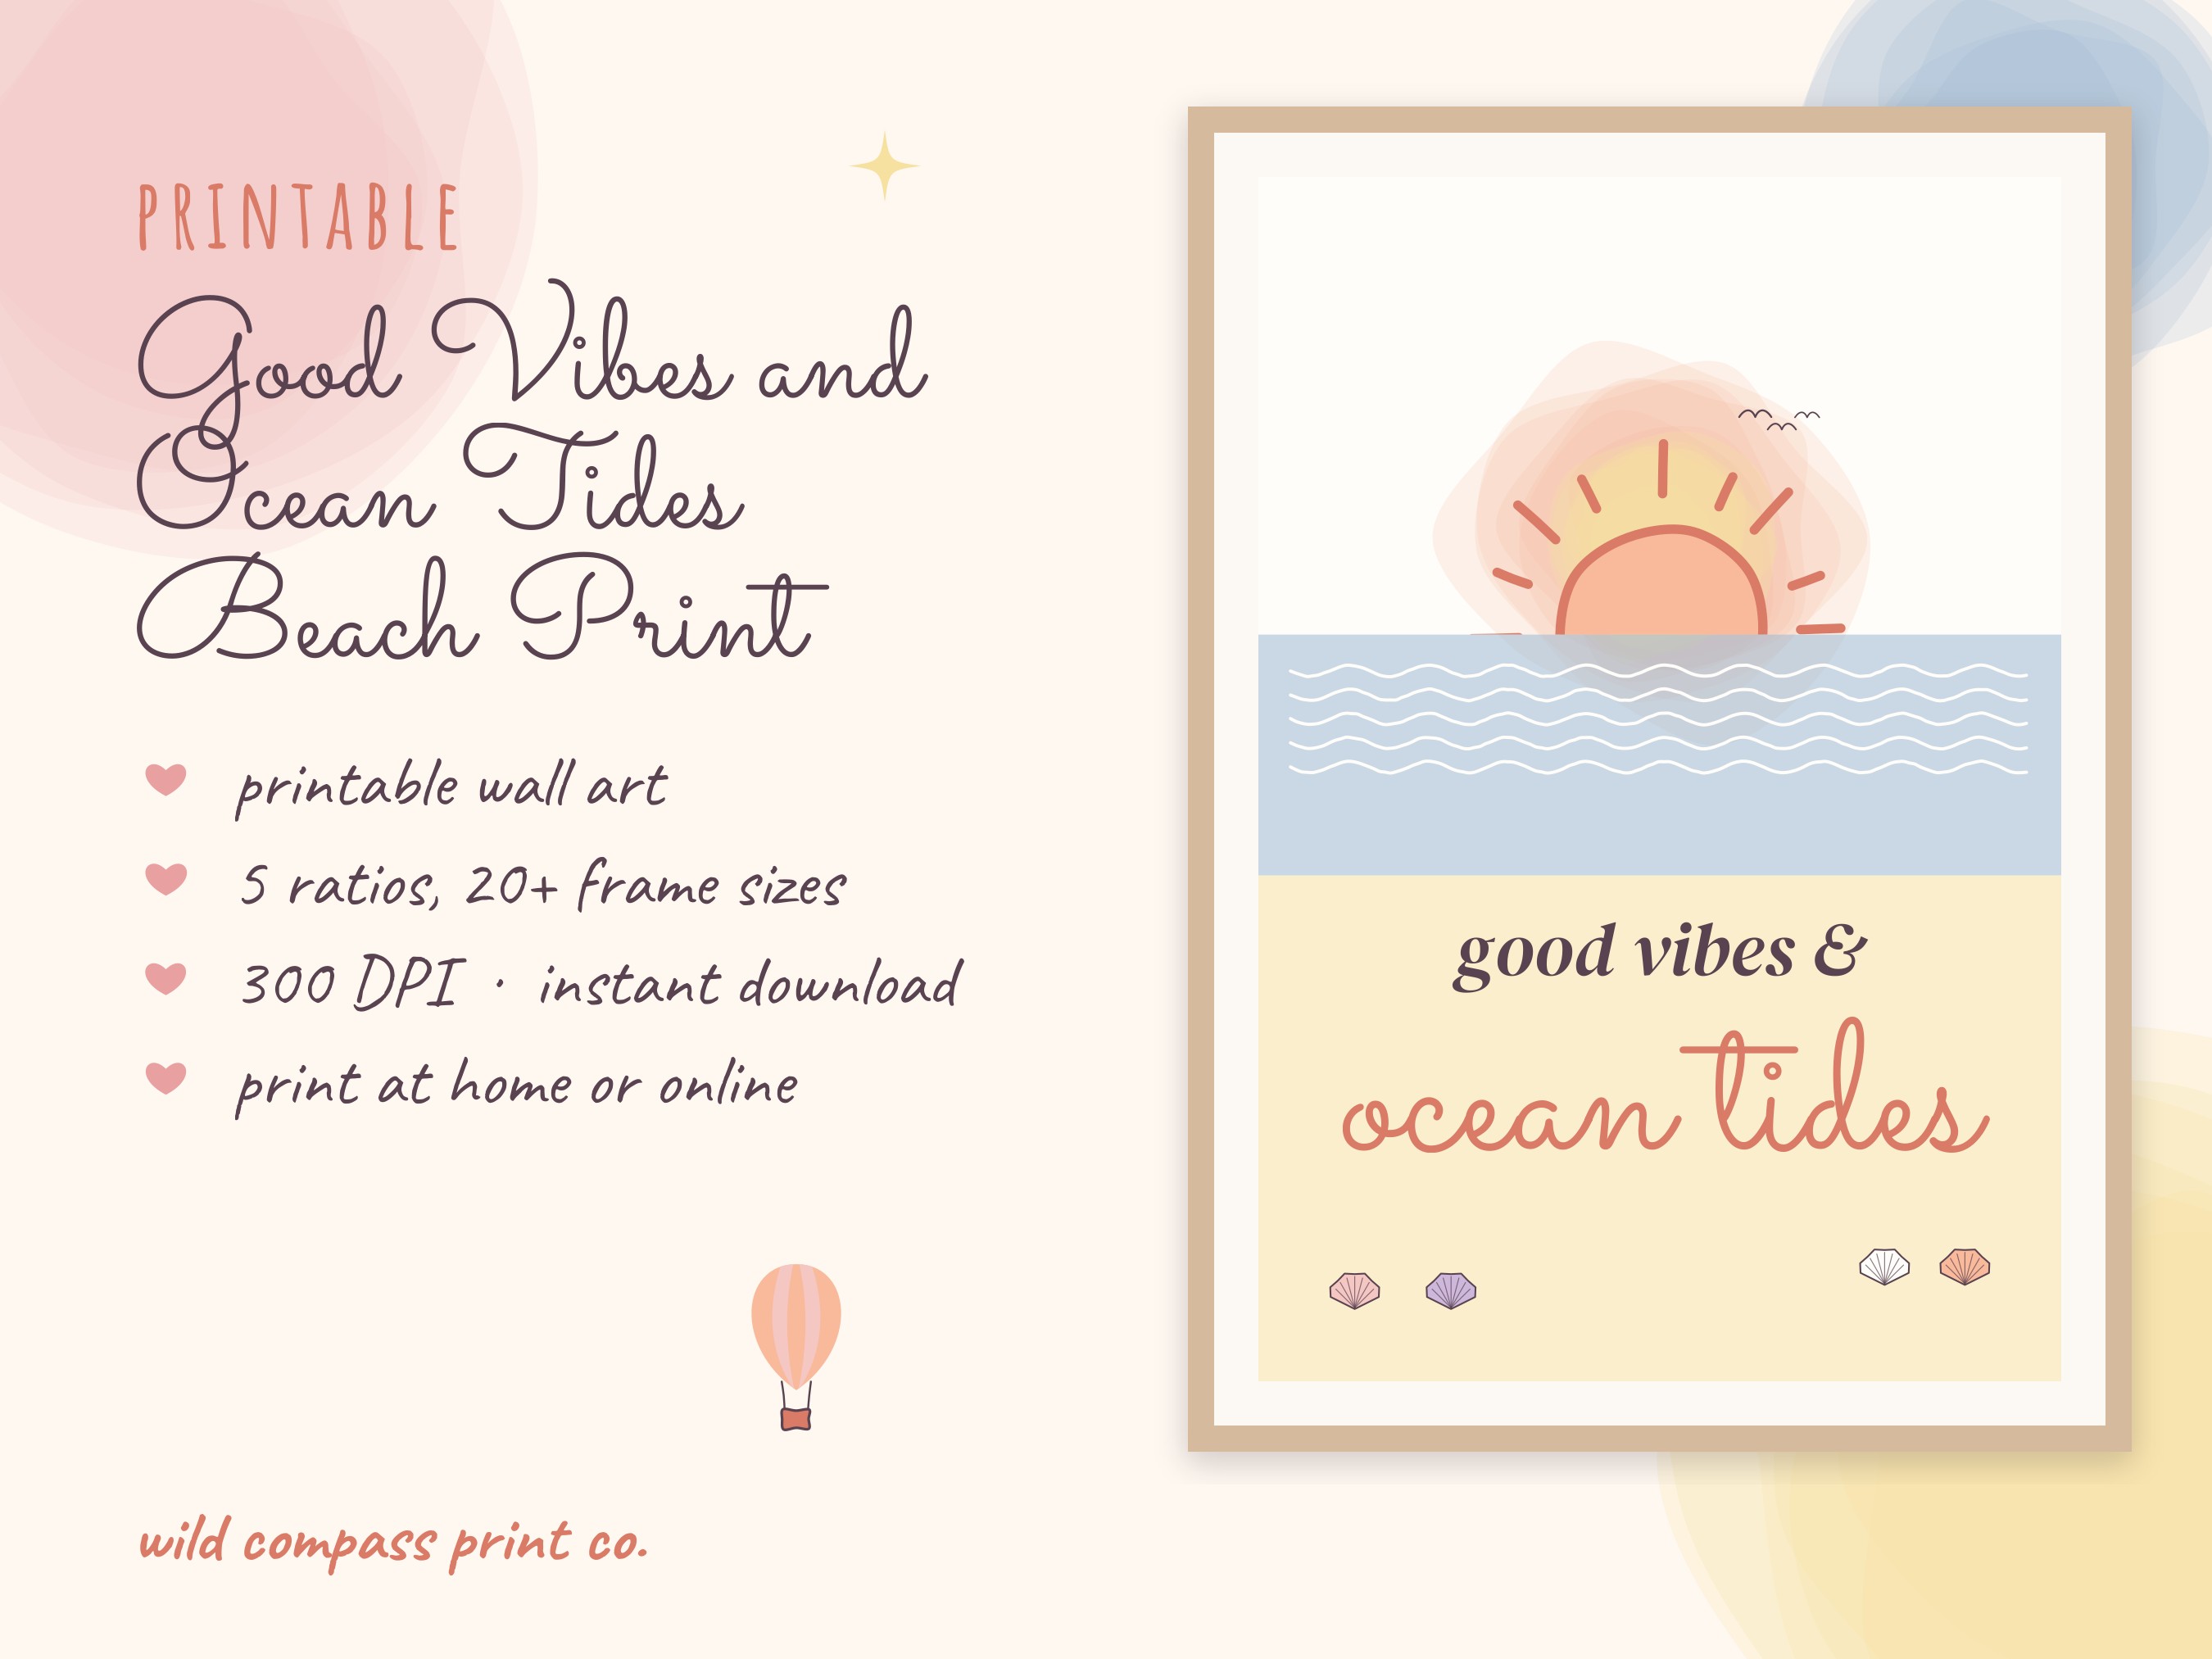 PRINTABLE
Good Vibes and
Ocean Tides
Beach Print
printable wall art
5 ratios, 20+ frame sizes
300 DPI · instant download
print at home or online
wild compass print co.
good vibes &
ocean tides